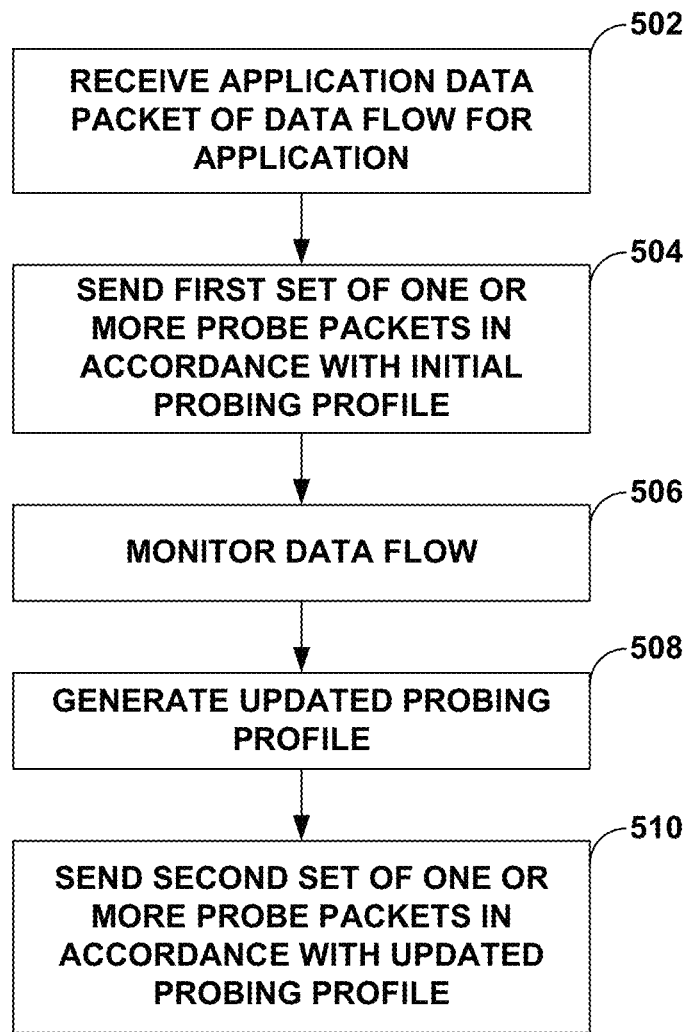 502
RECEIVE APPLICATION DATA
PACKET OF DATA FLOW FOR
APPLICATION
504
SEND FIRST SET OF ONE OR
MORE PROBE PACKETS IN
ACCORDANCE WITH INITIAL
PROBING PROFILE
506
MONITOR DATA FLOW
508
GENERATE UPDATED PROBING
PROFILE
510
SEND SECOND SET OF ONE OR
MORE PROBE PACKETS IN
ACCORDANCE WITH UPDATED
PROBING PROFILE